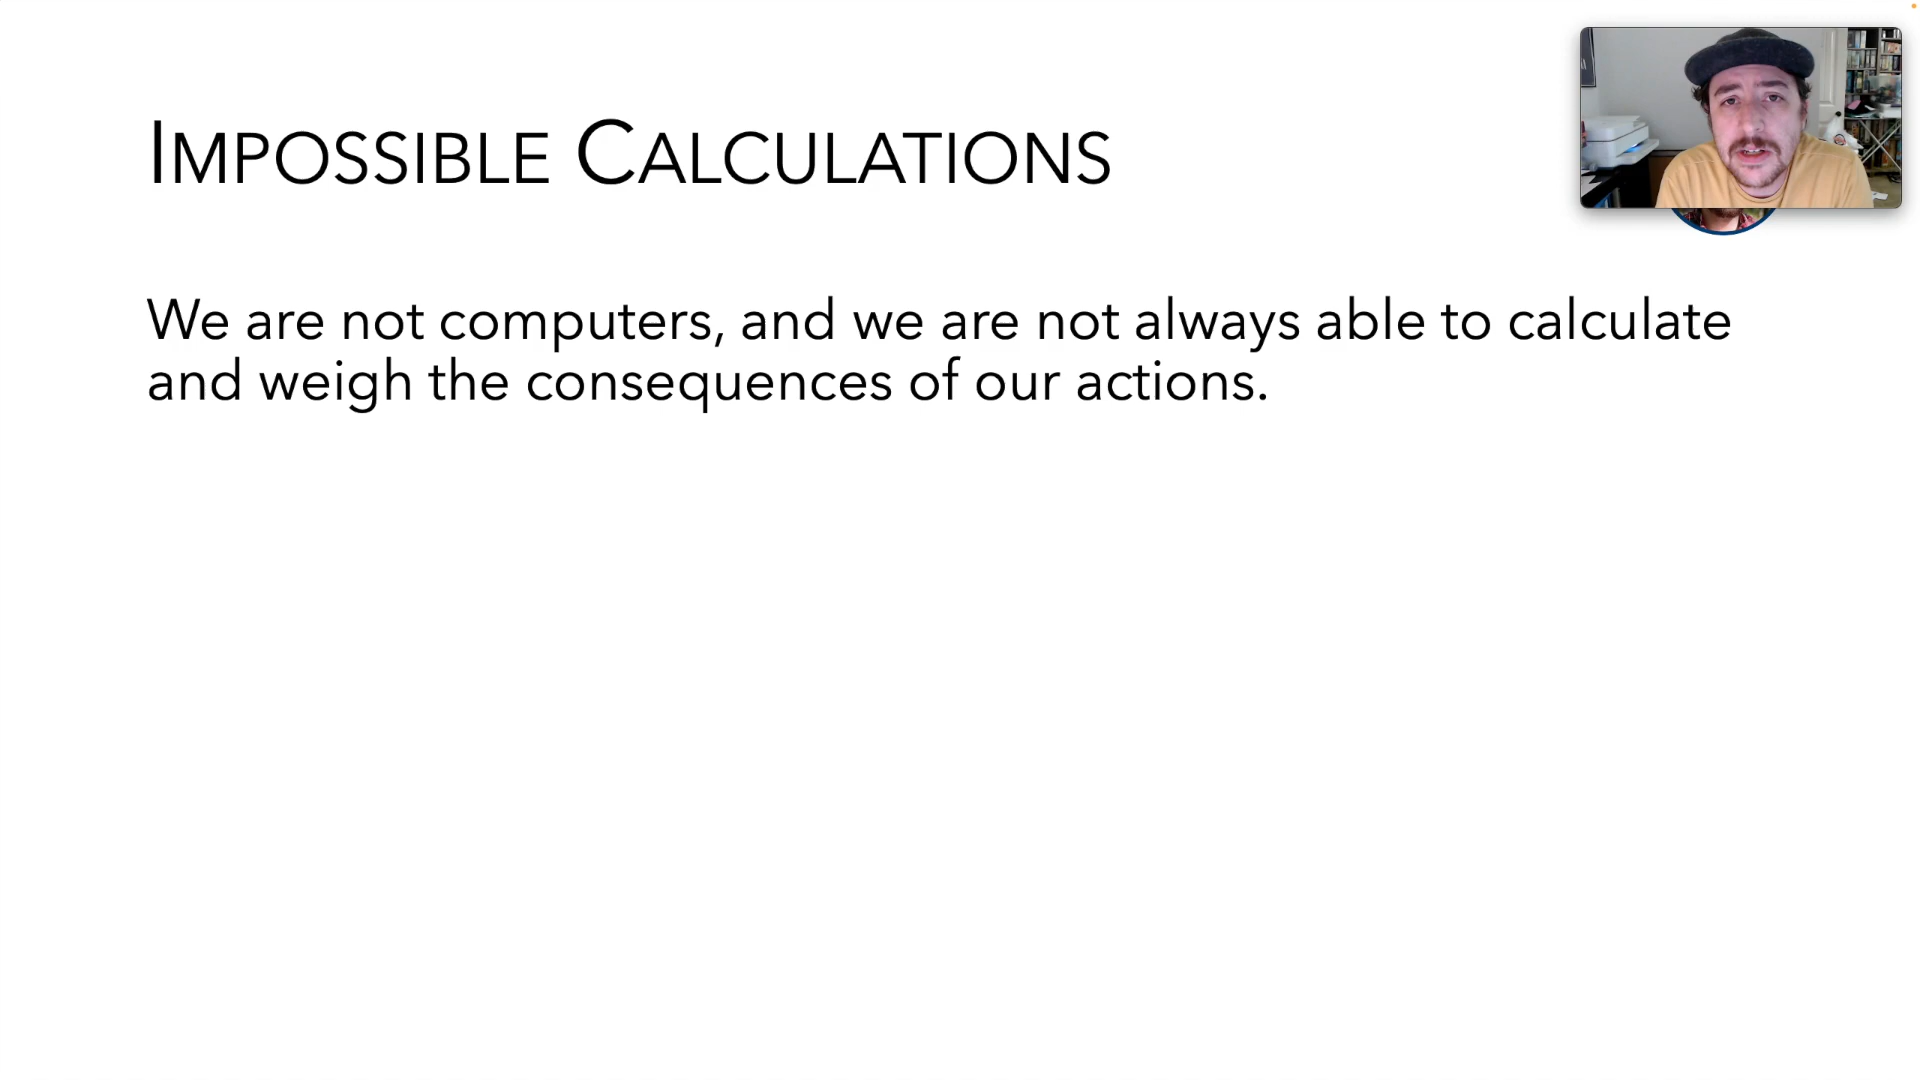 IMPOSSIBLE CALCULATIONS
We are not computers, and we are not always able to calculate
and weigh the consequences of our actions.